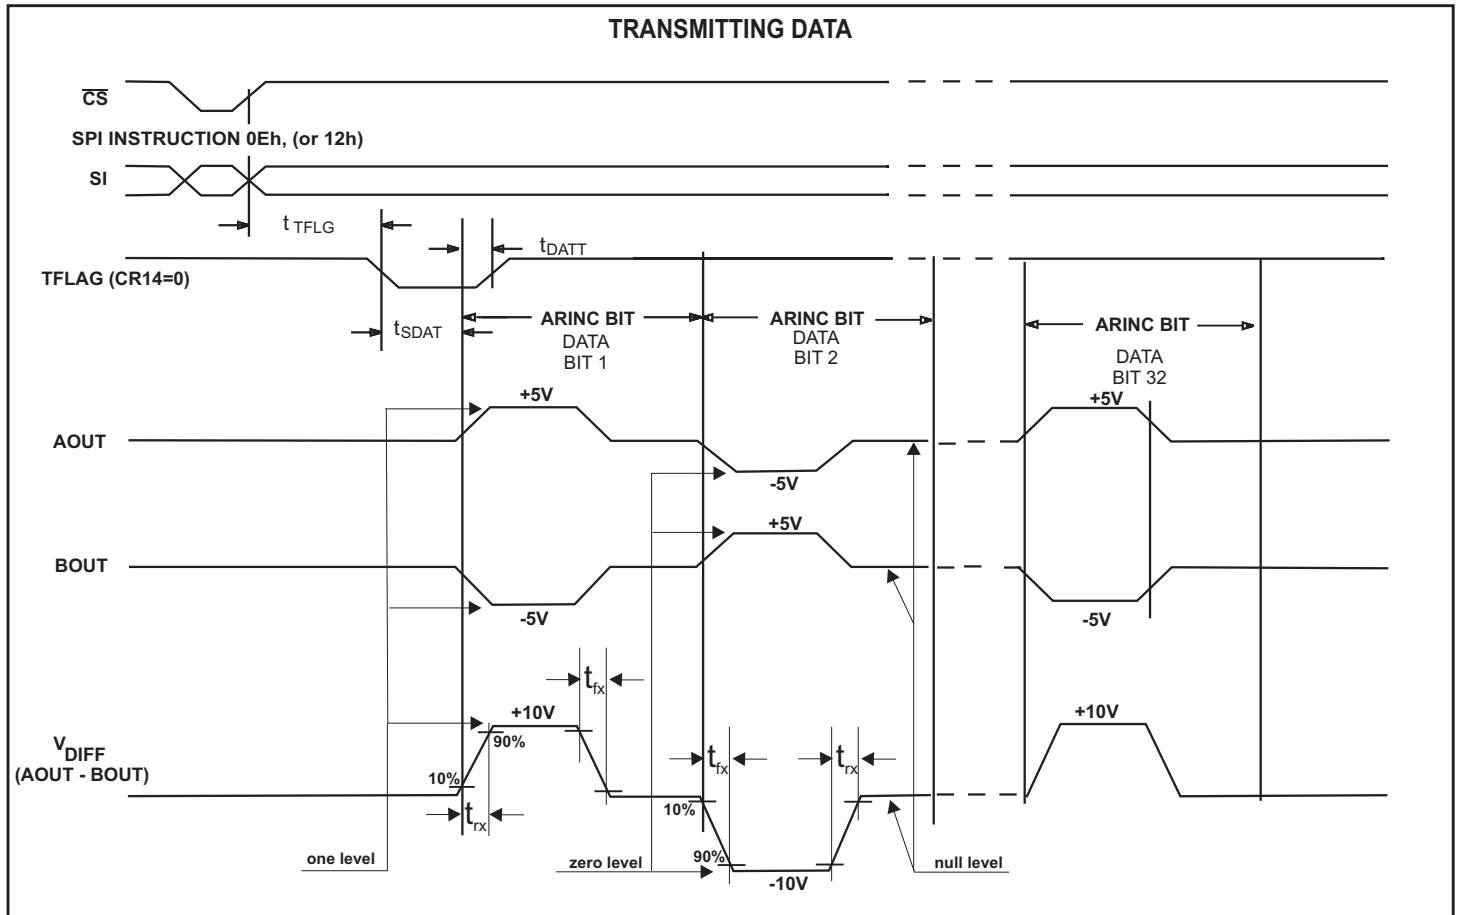 TRANSMITTING DATA
CS
SPI INSTRUCTION 0Eh, (or 12h)
SI
t TFLG
tDATT
TFLAG (CR14=0)
tSDAT
ARINC BIT
DATA
BIT 1
ARINC BIT
DATA
BIT 2
ARINC BIT
DATA
BIT 32
+5V
+5V
AOUT
-5V
+5V
BOUT
-5V
-5V
tfx
+10V
+10V
90%
VDIFF
(AOUT - BOUT)
10%
trx
tfx
trx
10%
90%
-10V
one level
zero level
null level